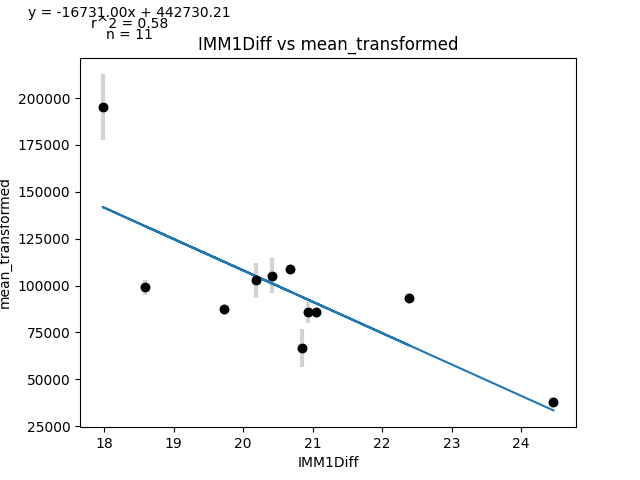 y = -16731.00x + 442730.21
r^2 = 0.58
n = 11
IMM1Diff vs mean_transformed
200000
175000
150000
125000
100000
75000
50000
25000
mean_transformed
18 19 20 21 22 23 24
IMM1Diff